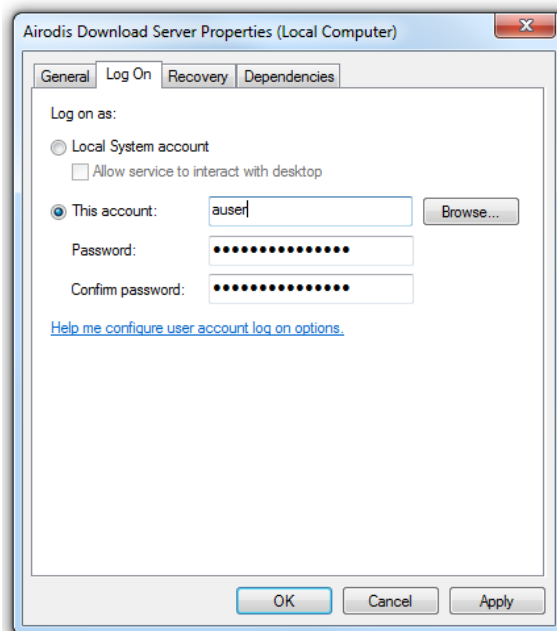 Airodis Download Server Properties (Local Computer)
General Log On Recovery Dependencies
Log on as:
Local System account
Allow service to interact with desktop
This account: auser Browse...
Password: •••••••••••••••
Confirm password: •••••••••••••••
Help me configure user account log on options.
OK Cancel Apply